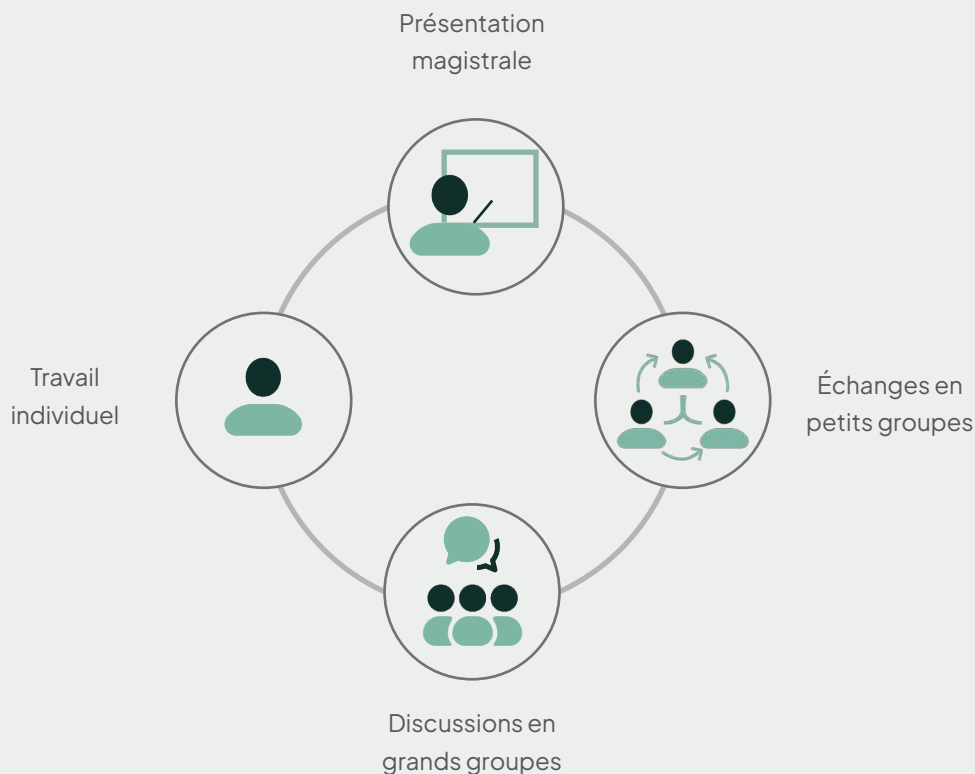 Présentation
magistrale
Travail
individuel
Échanges en
petits groupes
Discussions en
grands groupes